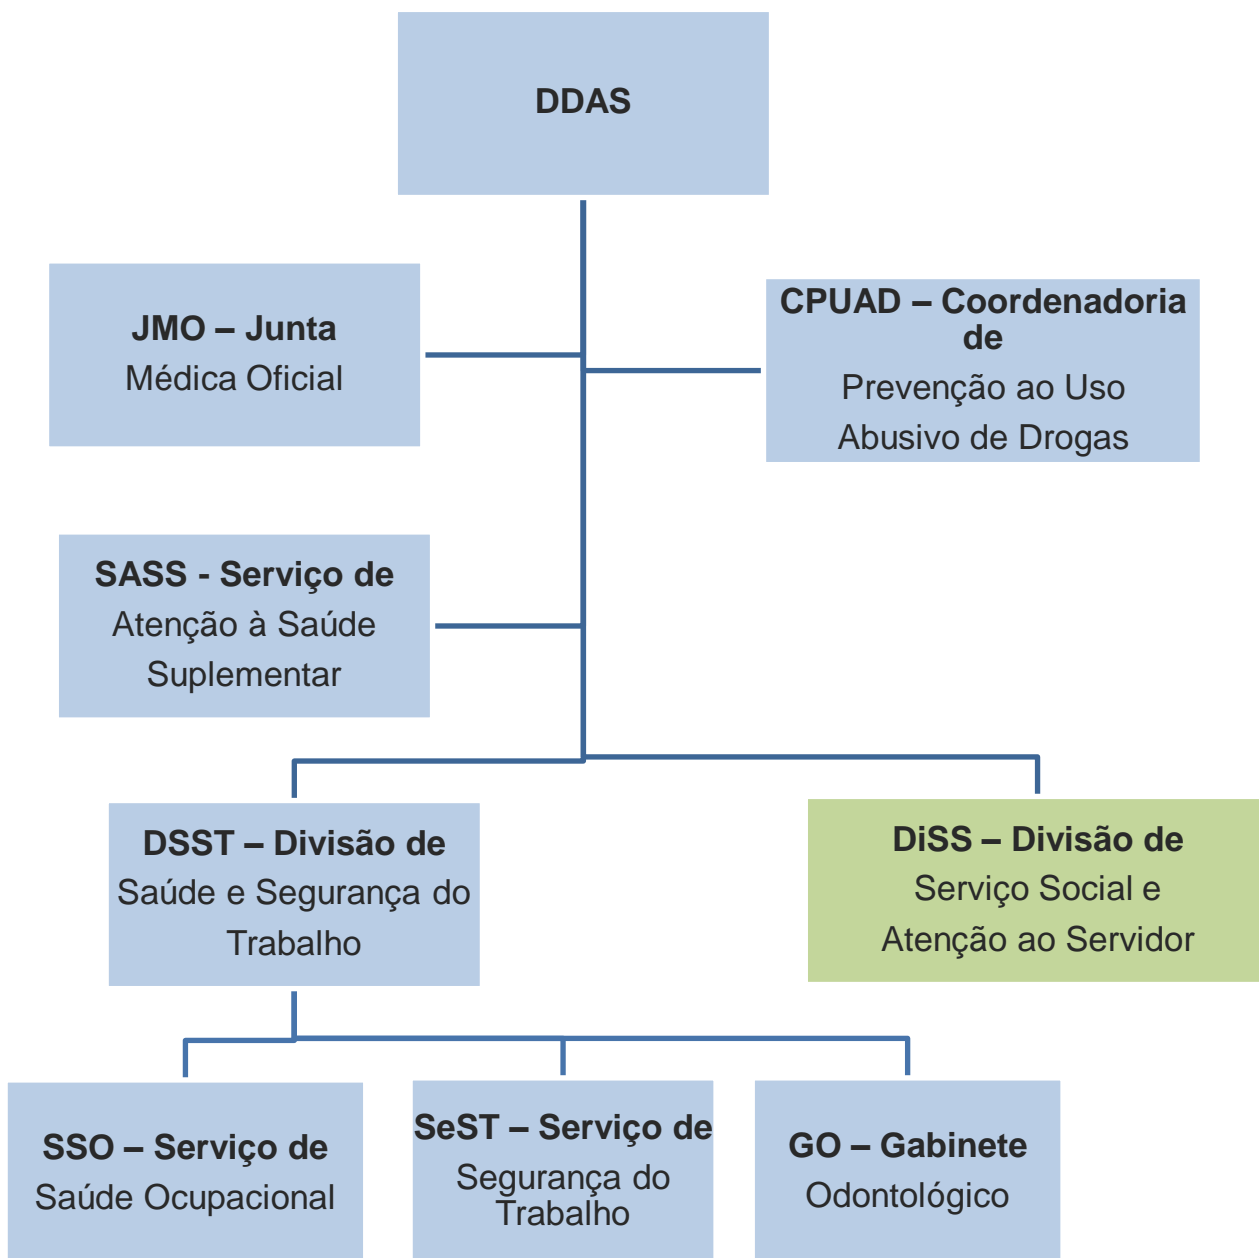 DDAS
JMO – Junta
Médica Oficial
CPUAD – Coordenadoria
de
Prevenção ao Uso
Abusivo de Drogas
SASS - Serviço de
Atenção à Saúde
Suplementar
DSST – Divisão de
Saúde e Segurança do
Trabalho
DiSS – Divisão de
Serviço Social e
Atenção ao Servidor
SSO – Serviço de
Saúde Ocupacional
SeST – Serviço de
Segurança do
Trabalho
GO – Gabinete
Odontológico